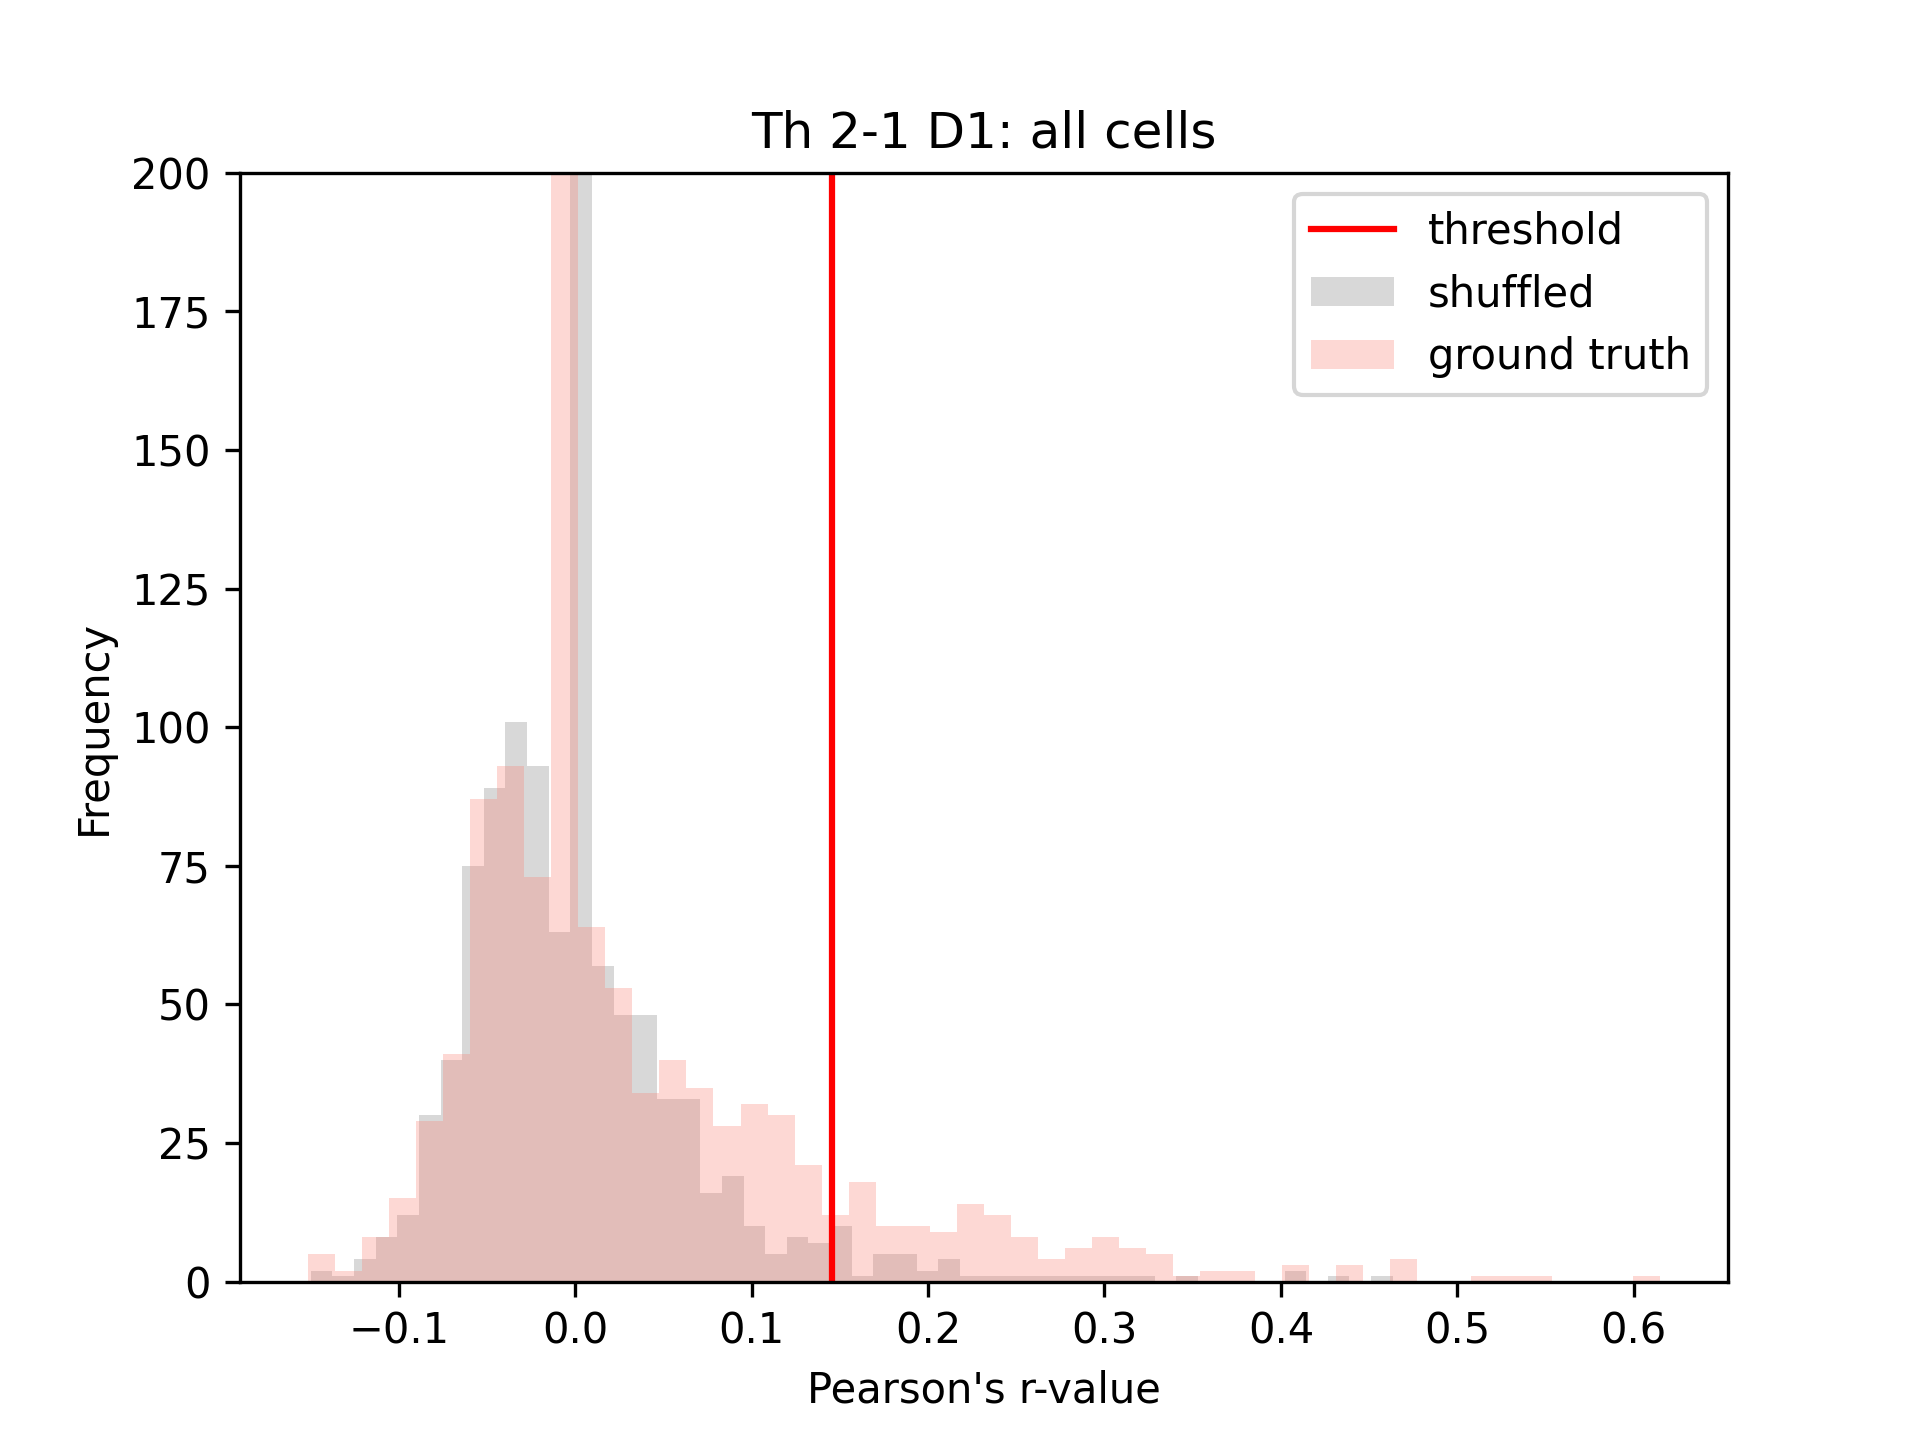 Th 2-1 D1: all cells
threshold
shuffled
ground truth
Frequency
200
175
150
125
100
75
50
25
0
−0.1 0.0 0.1 0.2 0.3 0.4 0.5 0.6
Pearson's r-value